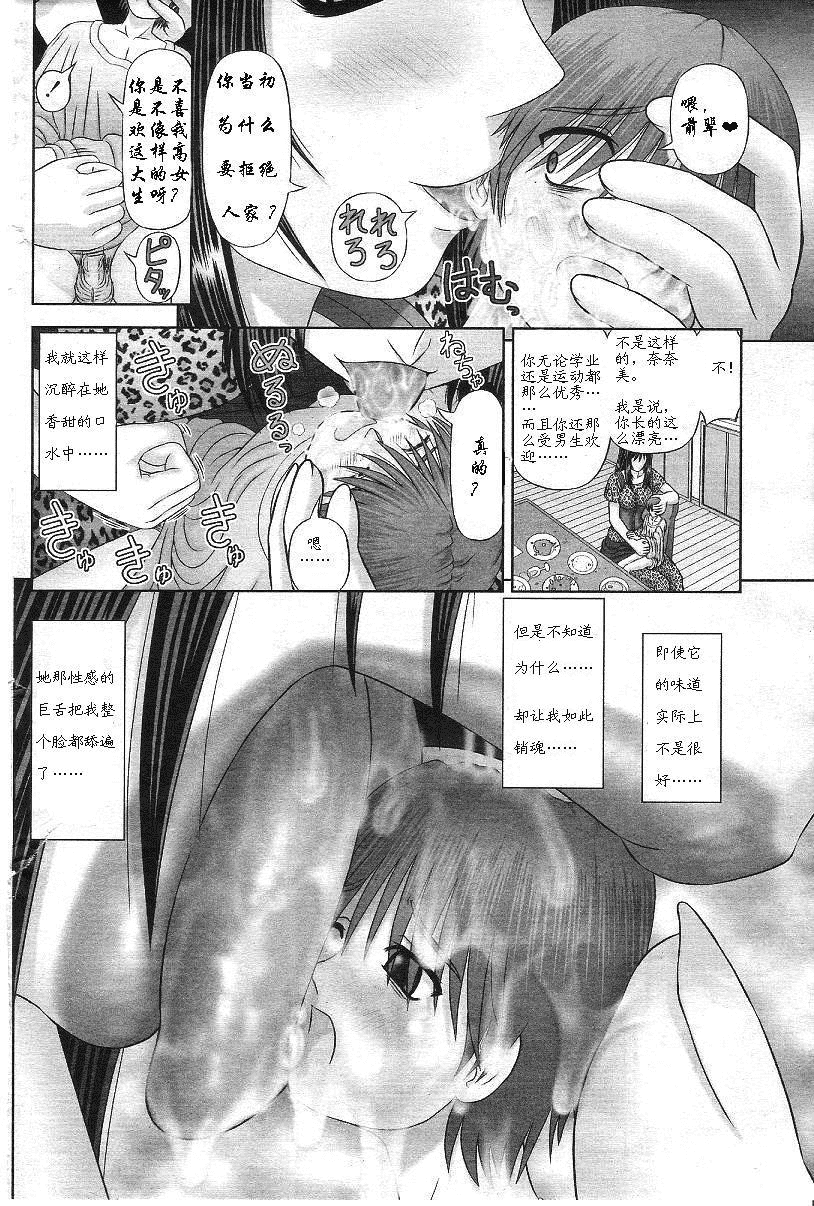 喂，
前辈♥
れろ
れろ
はむっ
你当初
为什么
要拒绝
人家？
你是不
是不喜
欢像我
这样高
大的女
生呀？
！
ピタッ
不！
不是这样
的，奈奈
美。
我是说，
你长的这
么漂亮…
你无论学业
还是运动都
那么优秀…
……
而且你还那
么受男生欢
迎……
ねちゃ
真的？
ぬるるっ
嗯
……
きゅ
きゅ
きゅ
きゅ
我就这样
沉醉在她
香甜的口
水中……
即使它
的味道
实际上
不是很
好……
但是不知道
为什么……
却让我如此
销魂……
她那性感的
巨舌把我整
个脸都舔遍
了……